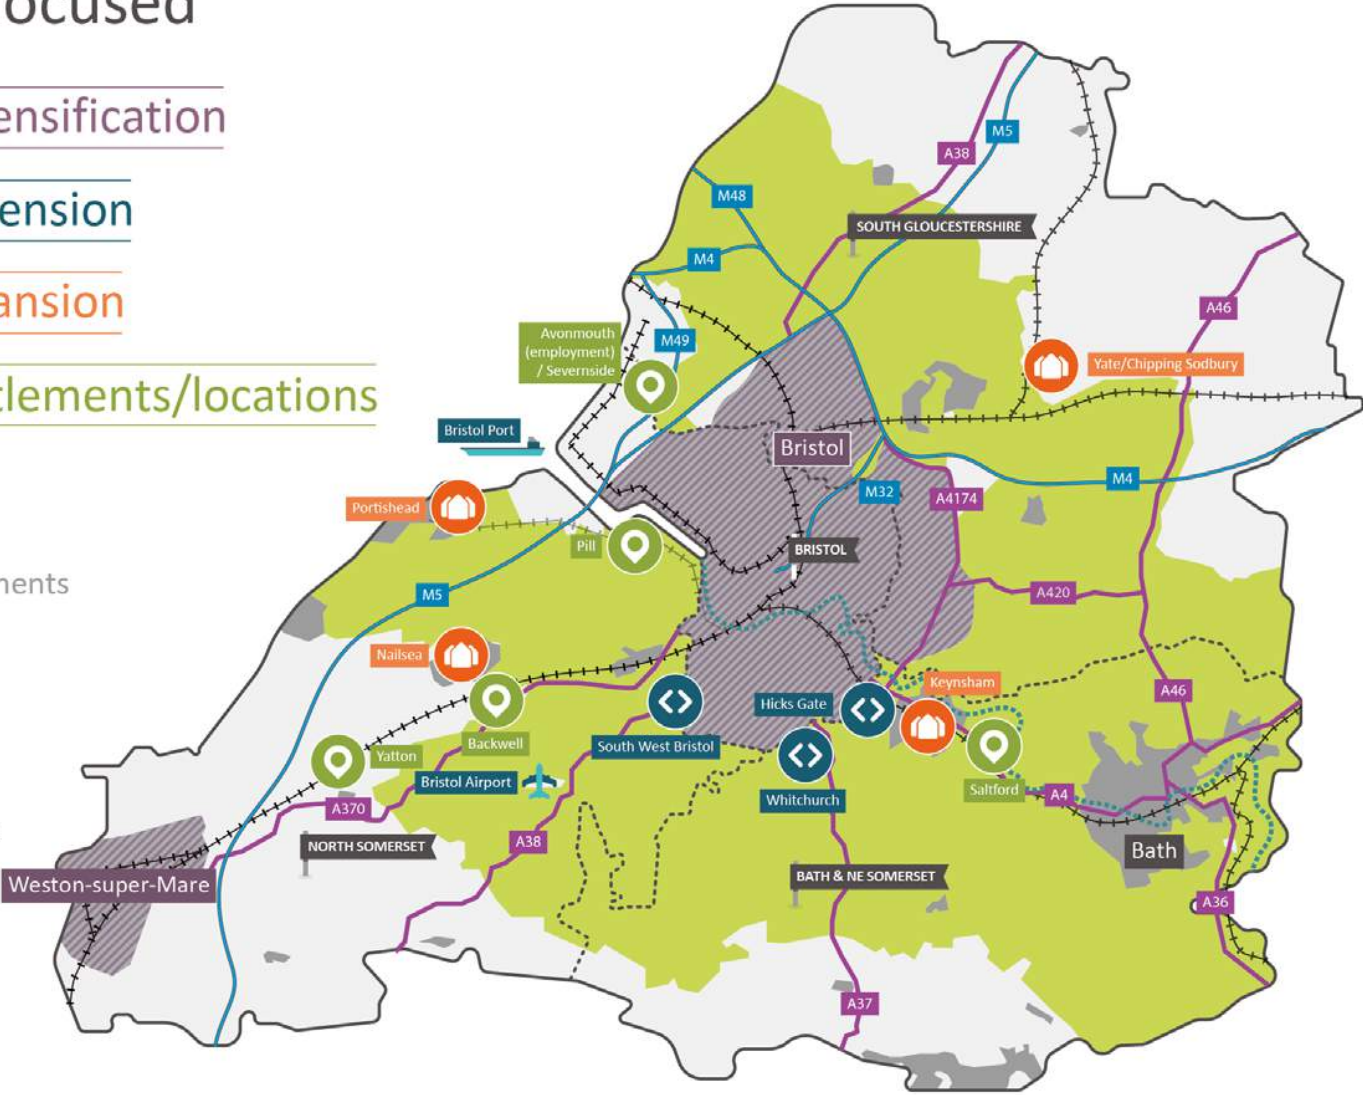 ocused
ensification
ension
ansion
tlements/locations
ments
M5
A38
M48
SOUTH GLOUCESTERSHIRE
M4
A46
Avonmouth
(employment)
/ Severnside
M49
Yate/Chipping Sodbury
Bristol Port
Bristol
M4
M32
A4174
Portishead
Pill
BRISTOL
M5
A420
Nailsea
Keynsham
A46
Hicks Gate
Backwell
South West Bristol
Yatton
Bristol Airport
Whitchurch
Saltford
A4
A370
A38
NORTH SOMERSET
Bath
Weston-super-Mare
BATH & NE SOMERSET
A36
A37